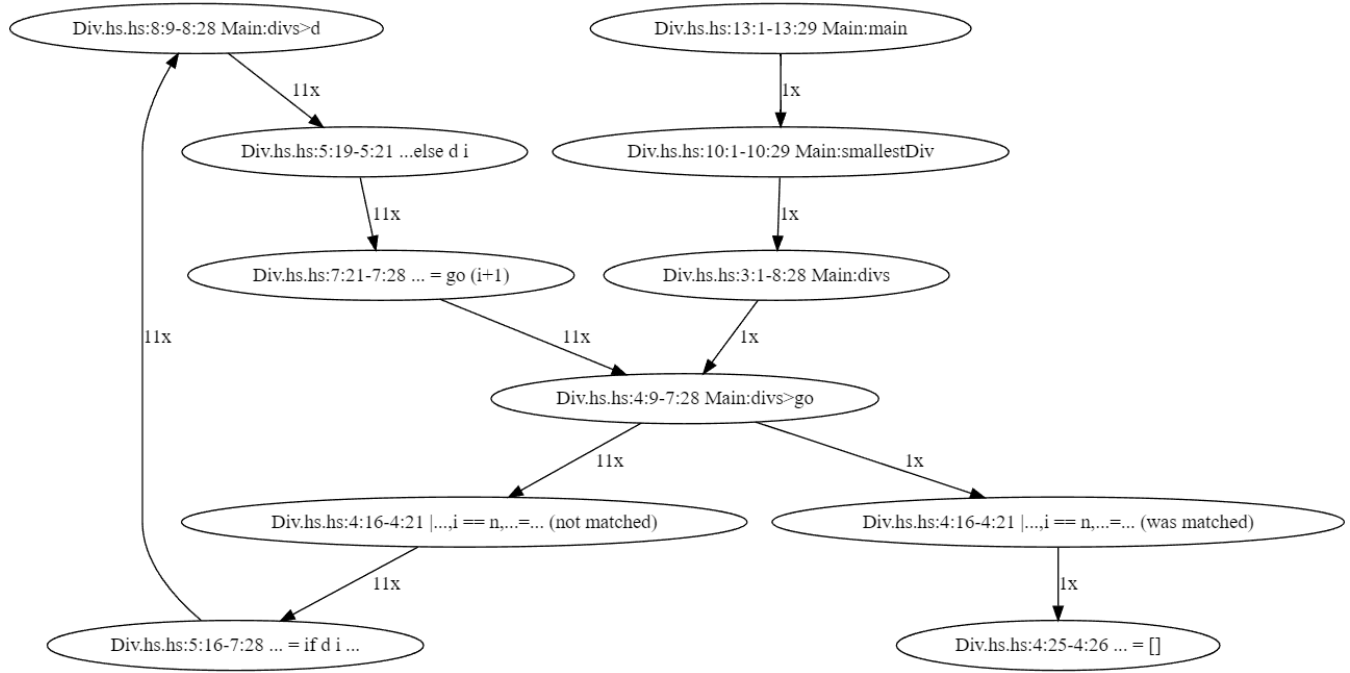 Div.hs.hs:8:9-8:28 Main:divs>d
Div.hs.hs:13:1-13:29 Main:main
11x
1x
Div.hs.hs:5:19-5:21 ...else d i
Div.hs.hs:10:1-10:29 Main:smallestDiv
11x
1x
Div.hs.hs:7:21-7:28 ... = go (i+1)
Div.hs.hs:3:1-8:28 Main:divs
11x
11x
1x
Div.hs.hs:4:9-7:28 Main:divs>go
11x
1x
Div.hs.hs:4:16-4:21 |...,i == n,...=... (not matched)
Div.hs.hs:4:16-4:21 |...,i == n,...=... (was matched)
11x
1x
Div.hs.hs:5:16-7:28 ... = if d i ...
Div.hs.hs:4:25-4:26 ... = []